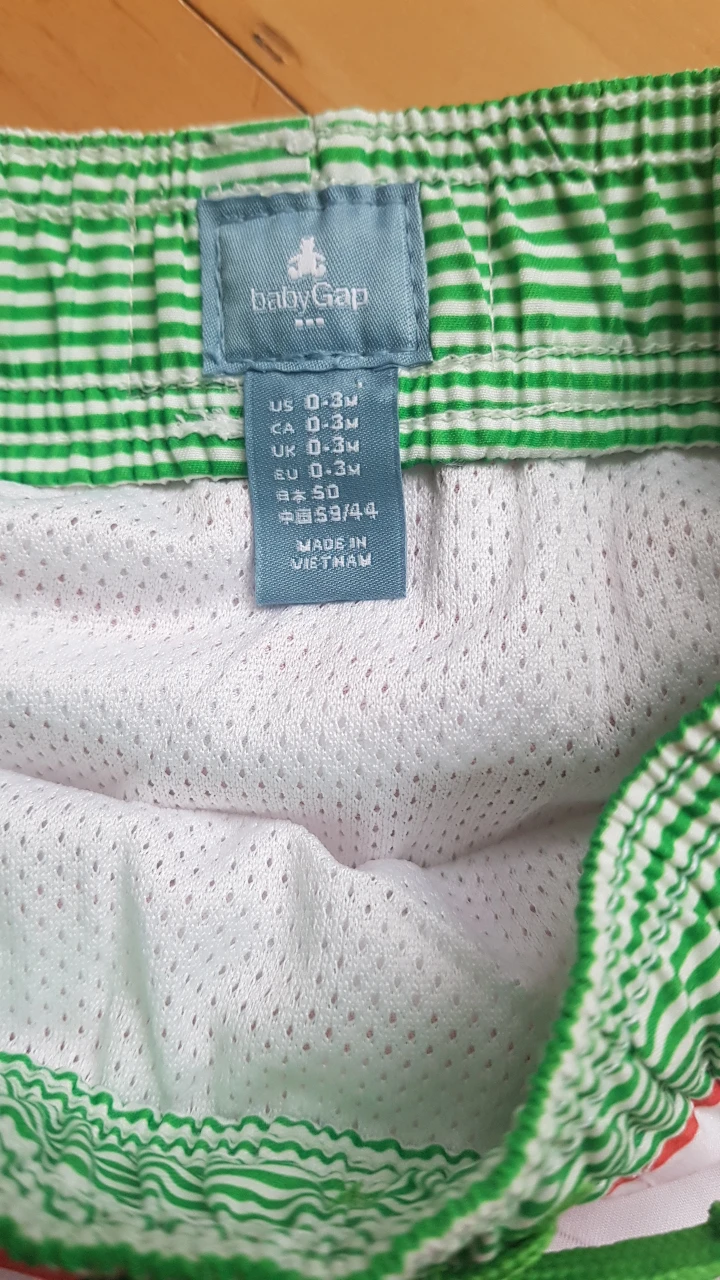 babyGap
US 0-3M
CA 0-3M
UK 0-3M
EU 0-3M
日本 50
中国 59/44
MADE IN
VIETNAM